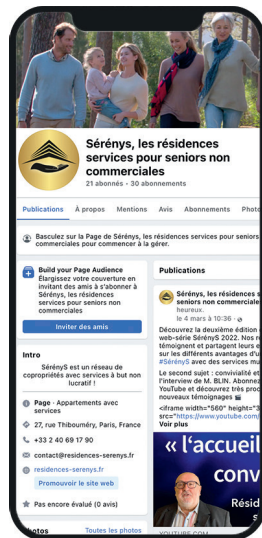 Sérénys, les résidences
services pour seniors non
commerciales
21 abonnés • 30 abonnements
Publications À propos Mentions Avis Abonnements Photo
Basculez sur la Page de Sérénys, les résidences services pour seniors
commerciales pour commencer à la gérer.
Build your Page Audience
Élargissez votre couverture en
invitant des amis à s'abonner à
Sérénys, les résidences
services pour seniors non
commerciales
Inviter des amis
Intro
SérényS est un réseau de
copropriétés avec services à but non
lucratif !
Page · Appartements avec
services
27, rue Thibouméry, Paris, France
+33 2 40 69 17 90
contact@residences-serenys.fr
residences-serenys.fr
Promouvoir le site web
Pas encore évalué (0 avis)
Photos Toutes les photos
Publications
Sérénys, les résidences s
seniors non commerciale
heureux.
le 4 mars à 10:36 ·
Découvrez la deuxième édition
web-série SérényS 2022. Nos r
témoignent et partagent leurs e
sur les différents avantages d'u
#SérényS avec des services mu
Le second sujet : convivialité et
l'interview de M. BLIN. Abonnez
YouTube et découvrez très proc
nouveaux témoignages
<iframe width="560" height="3
src="https://www.youtube.com/
Voir plus
« l'accueil
conv
Résid
YOUTUBE.COM